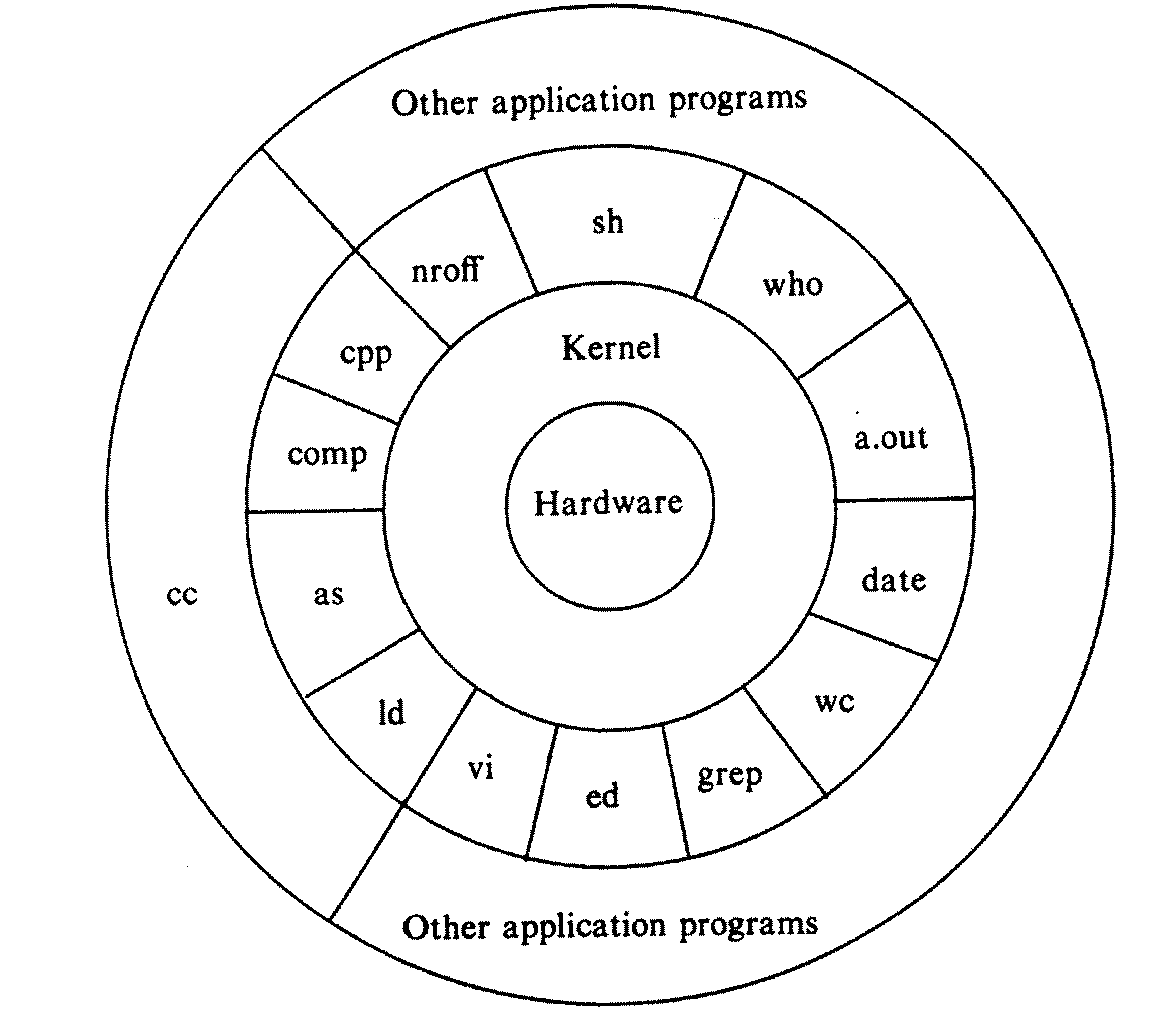 Other application programs
sh
nroff
who
cpp
Kernel
a.out
comp
Hardware
date
cc
as
wc
ld
vi
grep
ed
Other application programs